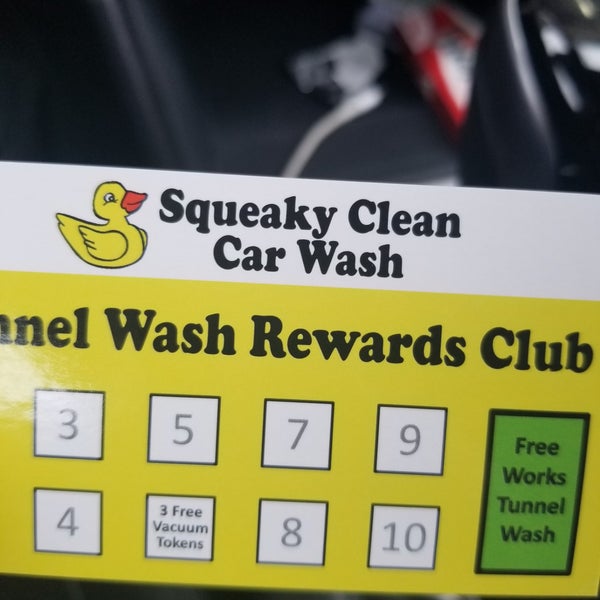 Squeaky Clean
Car Wash
Wash Rewards Club
3 5 7 9
4
3 Free
Vacuum
Tokens
8 10
Free
Works
Tunnel
Wash